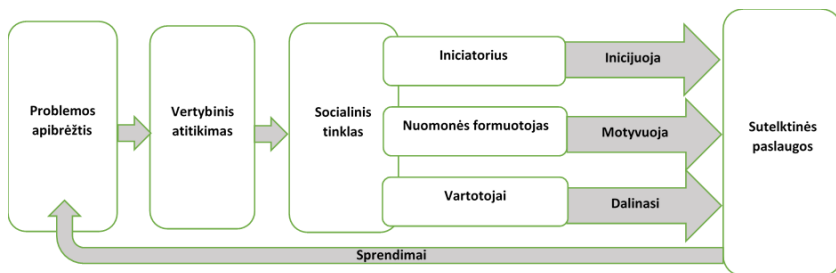 Problemos
apibrėžtis
Vertybinis
atitikimas
Socialinis
tinklas
Iniciatorius
Inicijuoja
Nuomonės formuotojas
Motyvuoja
Vartotojai
Dalinasi
Sutelktinės
paslaugos
Sprendimai